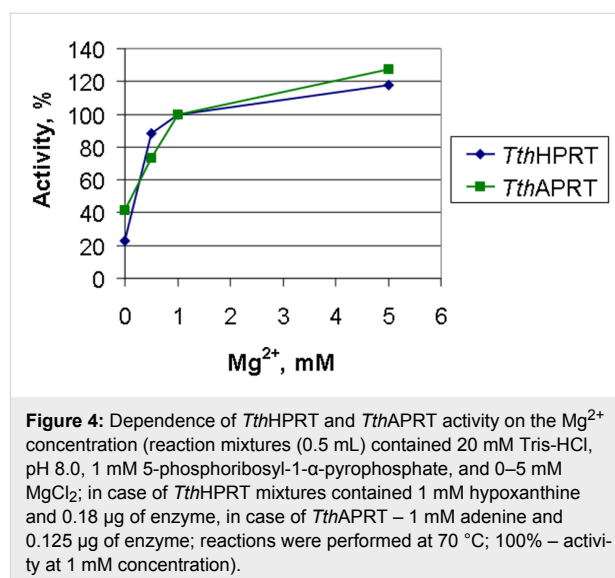 140
120
100
80
60
40
20
0
Activity, %
0 1 2 3 4 5 6
Mg²⁺, mM
TthHPRT
TthAPRT
Figure 4: Dependence of TthHPRT and TthAPRT activity on the Mg²⁺
concentration (reaction mixtures (0.5 mL) contained 20 mM Tris-HCl,
pH 8.0, 1 mM 5-phosphoribosyl-1-α-pyrophosphate, and 0–5 mM
MgCl₂; in case of TthHPRT mixtures contained 1 mM hypoxanthine
and 0.18 µg of enzyme, in case of TthAPRT – 1 mM adenine and
0.125 µg of enzyme; reactions were performed at 70 °C; 100% – activi-
ty at 1 mM concentration).